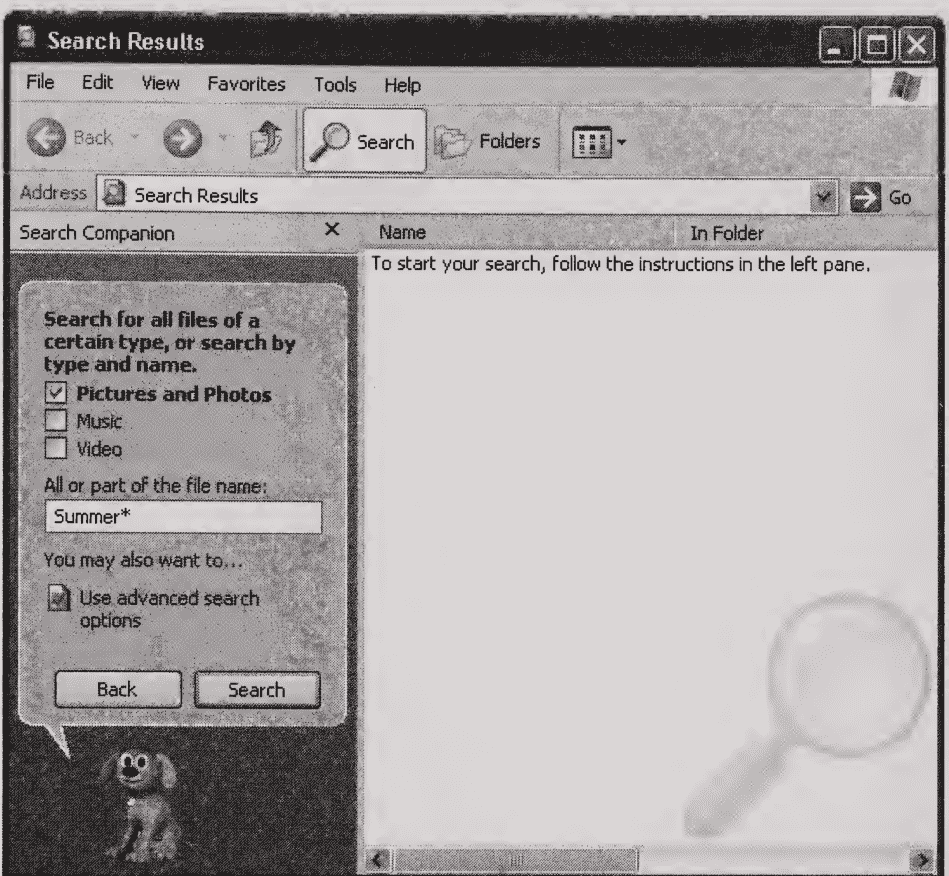 Search Results
File Edit View Favorites Tools Help
Back Search Folders
Address Search Results Go
Search Companion
Name In Folder
To start your search, follow the instructions in the left pane.
Search for all files of a
certain type, or search by
type and name.
Pictures and Photos
Music
Video
All or part of the file name:
Summer*
You may also want to...
Use advanced search
options
Back Search